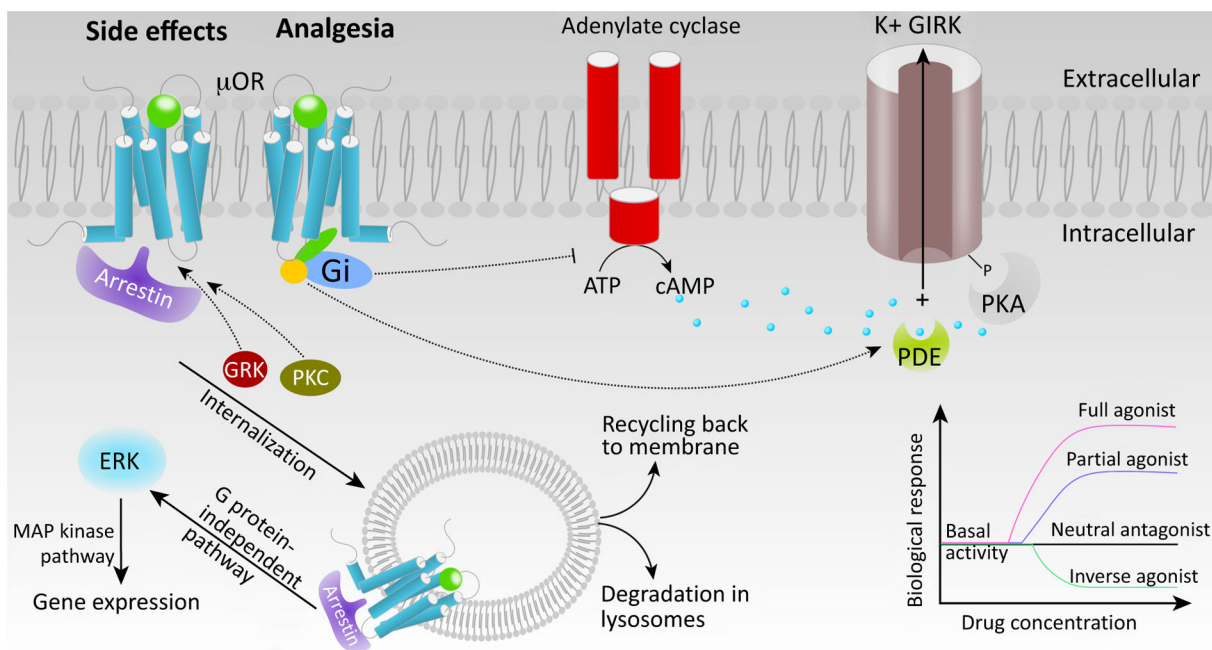 Side effects
Analgesia
Adenylate cyclase
K+ GIRK
μOR
Extracellular
Intracellular
Arrestin
Gi
ATP
cAMP
P
PKA
+
PDE
GRK
PKC
Internalization
Recycling back
to membrane
ERK
G protein-
independent
pathway
MAP kinase
pathway
Gene expression
Arrestin
Degradation in
lysosomes
Biological response
Full agonist
Partial agonist
Basal
activity
Neutral antagonist
Inverse agonist
Drug concentration